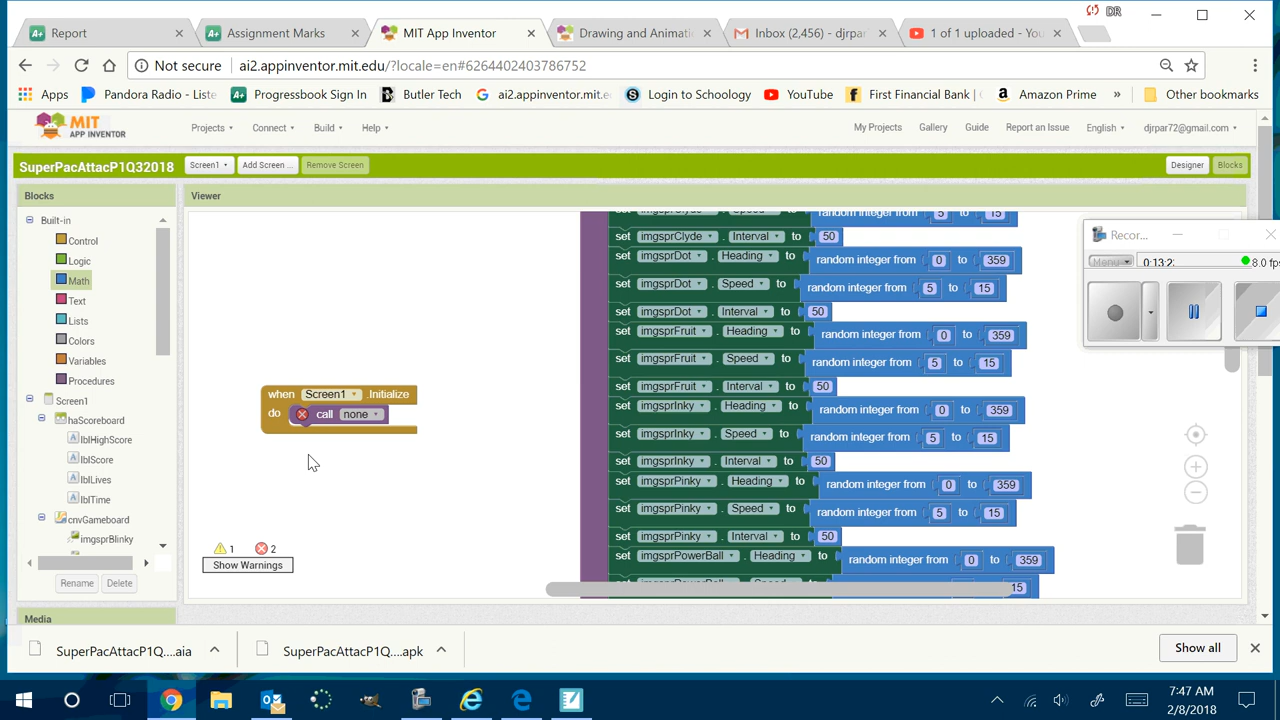 DR
Report
Assignment Marks
MIT App Inventor
Drawing and Animati
Inbox (2,456) - djrpar
1 of 1 uploaded - You
Not secure ai2.appinventor.mit.edu/?locale=en#6264402403786752
Apps Pandora Radio - Liste Progressbook Sign In Butler Tech ai2.appinventor.mit.e Login to Schoology YouTube First Financial Bank Amazon Prime » Other bookmarks
MIT APP INVENTOR
Projects Connect Build Help My Projects Gallery Guide Report an Issue English djrpar72@gmail.com
SuperPacAttacP1Q32018 Screen1 Add Screen ... Remove Screen Designer Blocks
Blocks
Viewer
Built-in
Control
Logic
Math
Text
Lists
Colors
Variables
Procedures
Screen1
haScoreboard
lblHighScore
lblScore
lblLives
lblTime
cnvGameboard
imgsprBlinky
Rename Delete
Media
when Screen1 .Initialize
do call none
1 2
Show Warnings
set imgsprClyde . Speed to random integer from 5 to 15
set imgsprClyde . Interval to 50
set imgsprDot . Heading to random integer from 0 to 359
set imgsprDot . Speed to random integer from 5 to 15
set imgsprDot . Interval to 50
set imgsprFruit . Heading to random integer from 0 to 359
set imgsprFruit . Speed to random integer from 5 to 15
set imgsprFruit . Interval to 50
set imgsprInky . Heading to random integer from 0 to 359
set imgsprInky . Speed to random integer from 5 to 15
set imgsprInky . Interval to 50
set imgsprPinky . Heading to random integer from 0 to 359
set imgsprPinky . Speed to random integer from 5 to 15
set imgsprPinky . Interval to 50
set imgsprPowerBall . Heading to random integer from 0 to 359
15
Recor...
Menu 0:13:2 8.0 fps
SuperPacAttacP1Q....aia
SuperPacAttacP1Q....apk
Show all
7:47 AM
2/8/2018